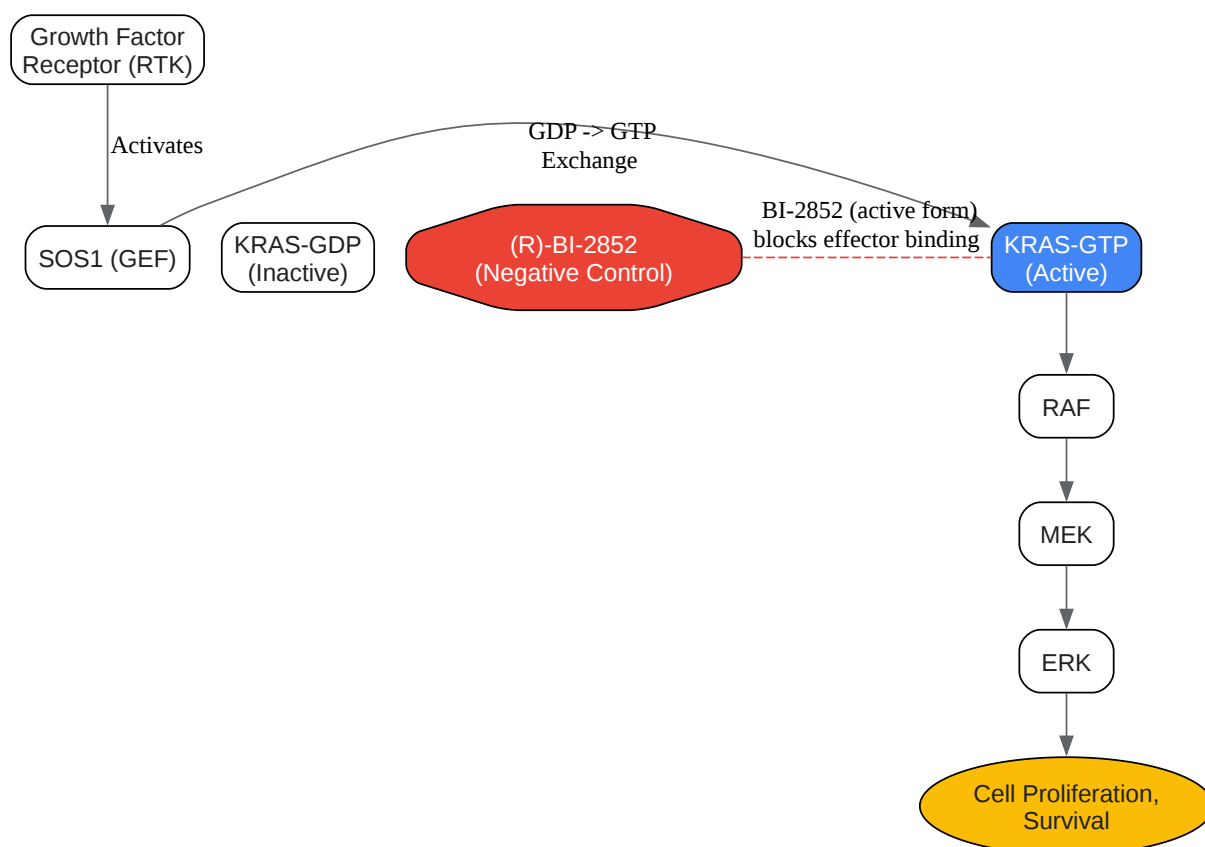 Growth Factor
Receptor (RTK)
Activates
GDP -> GTP
Exchange
SOS1 (GEF)
KRAS-GDP
(Inactive)
(R)-BI-2852
(Negative Control)
BI-2852 (active form)
blocks effector binding
KRAS-GTP
(Active)
RAF
MEK
ERK
Cell Proliferation,
Survival